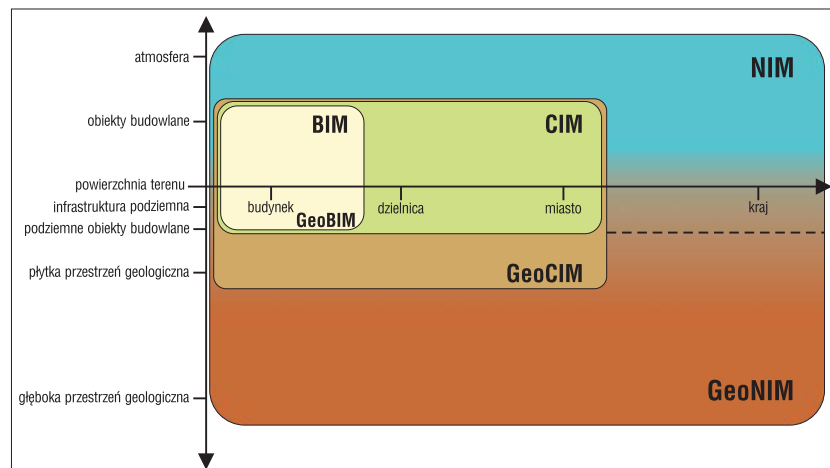 atmosfera
NIM
obiekty budowlane
BIM
CIM
powierzchnia terenu
infrastruktura podziemna
budynek
dzielnica
miasto
kraj
GeoBIM
podziemne obiekty budowlane
płytka przestrzeń geologiczna
GeoCIM
głęboka przestrzeń geologiczna
GeoNIM